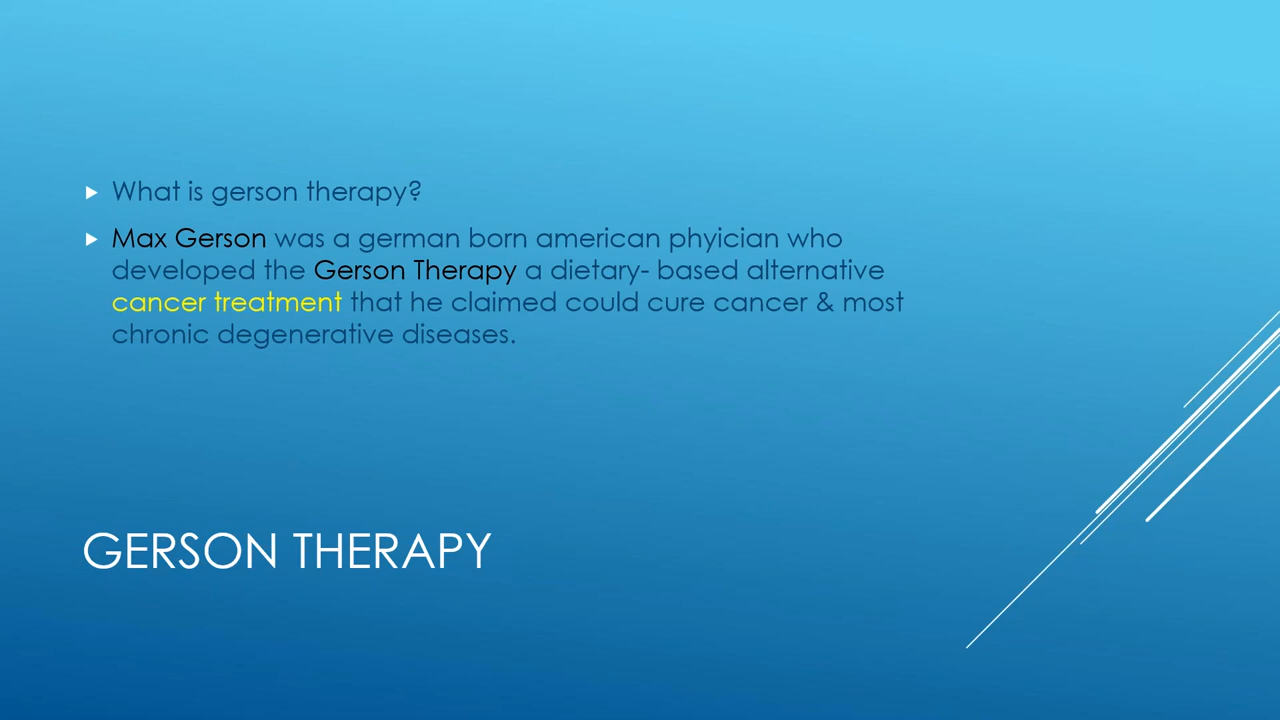 What is gerson therapy?
Max Gerson was a german born american phyician who
developed the Gerson Therapy a dietary- based alternative
cancer treatment that he claimed could cure cancer & most
chronic degenerative diseases.
GERSON THERAPY